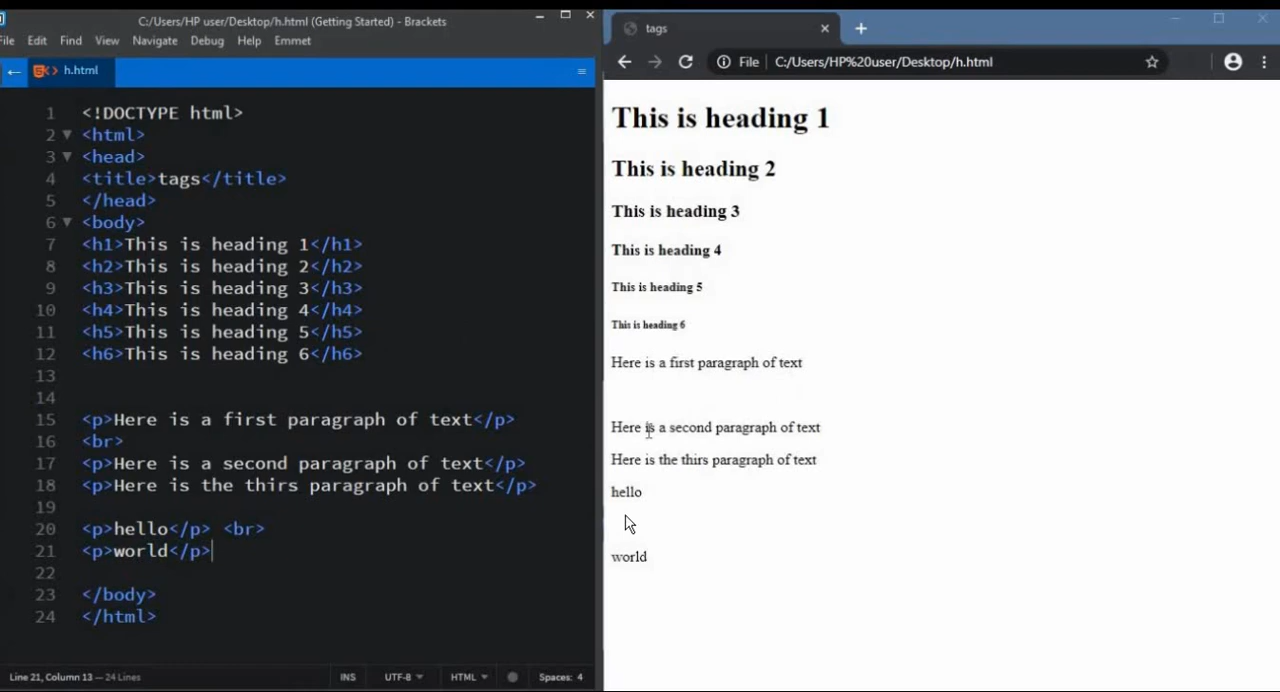 C:/Users/HP user/Desktop/h.html (Getting Started) - Brackets
File Edit Find View Navigate Debug Help Emmet
h.html
1 <!DOCTYPE html>
2 <html>
3 <head>
4 <title>tags</title>
5 </head>
6 <body>
7 <h1>This is heading 1</h1>
8 <h2>This is heading 2</h2>
9 <h3>This is heading 3</h3>
10 <h4>This is heading 4</h4>
11 <h5>This is heading 5</h5>
12 <h6>This is heading 6</h6>
13
14
15 <p>Here is a first paragraph of text</p>
16 <br>
17 <p>Here is a second paragraph of text</p>
18 <p>Here is the thirs paragraph of text</p>
19
20 <p>hello</p> <br>
21 <p>world</p>
22
23 </body>
24 </html>
Line 21, Column 13 — 24 Lines INS UTF-8 HTML Spaces: 4
tags
File C:/Users/HP%20user/Desktop/h.html
This is heading 1
This is heading 2
This is heading 3
This is heading 4
This is heading 5
This is heading 6
Here is a first paragraph of text
Here is a second paragraph of text
Here is the thirs paragraph of text
hello
world